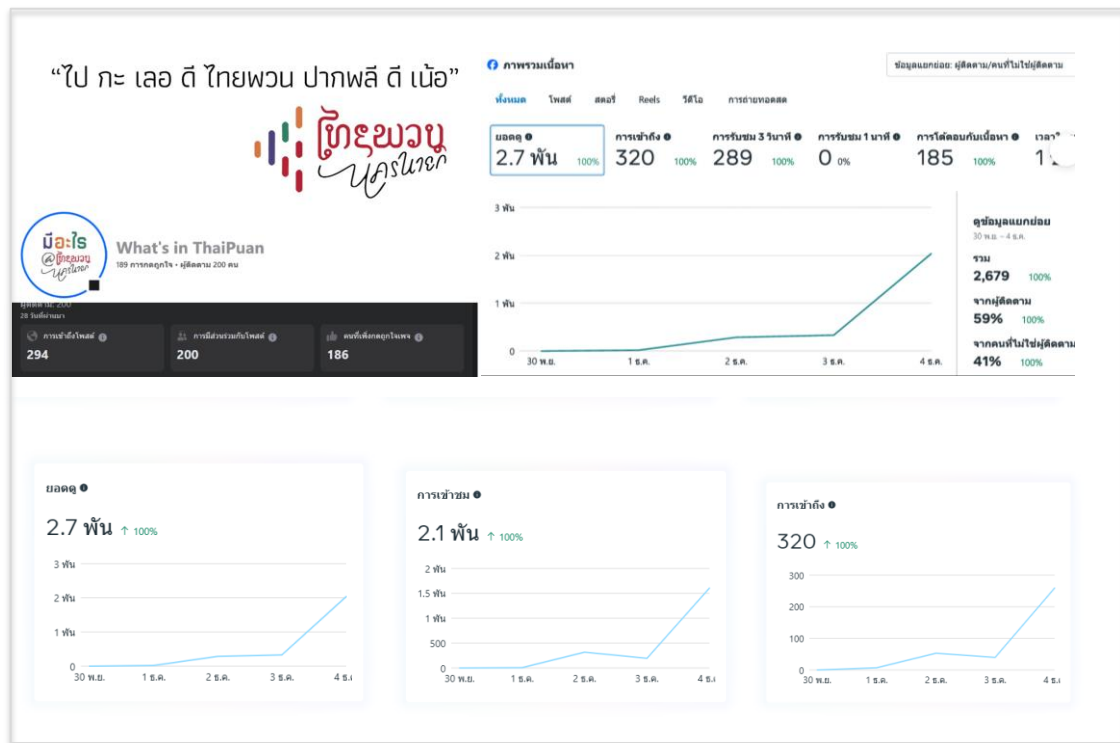 “ไป กะ เลอ ดี ไทยพวน ปากพลี ดี เน้อ”
ไทยพวน
นครนายก
มีอะไร
@ไทยพวน
นครนายก
What's in ThaiPuan
189 การกดถูกใจ • ผู้ติดตาม 200 คน
ผู้ติดตาม: 200
28 วันที่ผ่านมา
การเข้าถึงโพสต์
294
การมีส่วนร่วมกับโพสต์
200
คนที่เพิ่งกดถูกใจเพจ
186
ภาพรวมเนื้อหา
ข้อมูลแยกย่อย: ผู้ติดตาม/คนที่ไม่ใช่ผู้ติดตาม
ทั้งหมด โพสต์ สตอรี่ Reels วิดีโอ การถ่ายทอดสด
ยอดดู
2.7 พัน 100%
การเข้าถึง
320 100%
การรับชม 3 วินาที
289 100%
การรับชม 1 นาที
0 0%
การโต้ตอบกับเนื้อหา
185 100%
3 พัน
2 พัน
1 พัน
0
30 พ.ย. 1 ธ.ค. 2 ธ.ค. 3 ธ.ค. 4 ธ.ค.
ดูข้อมูลแยกย่อย
30 พ.ย. – 4 ธ.ค.
รวม
2,679 100%
จากผู้ติดตาม
59% 100%
จากคนที่ไม่ใช่ผู้ติดตาม
41% 100%
ยอดดู
2.7 พัน ↑ 100%
3 พัน
2 พัน
1 พัน
0
30 พ.ย. 1 ธ.ค. 2 ธ.ค. 3 ธ.ค. 4 ธ.
การเข้าชม
2.1 พัน ↑ 100%
2 พัน
1.5 พัน
1 พัน
500
0
30 พ.ย. 1 ธ.ค. 2 ธ.ค. 3 ธ.ค. 4 ธ.
การเข้าถึง
320 ↑ 100%
300
200
100
0
30 พ.ย. 1 ธ.ค. 2 ธ.ค. 3 ธ.ค. 4 ธ.